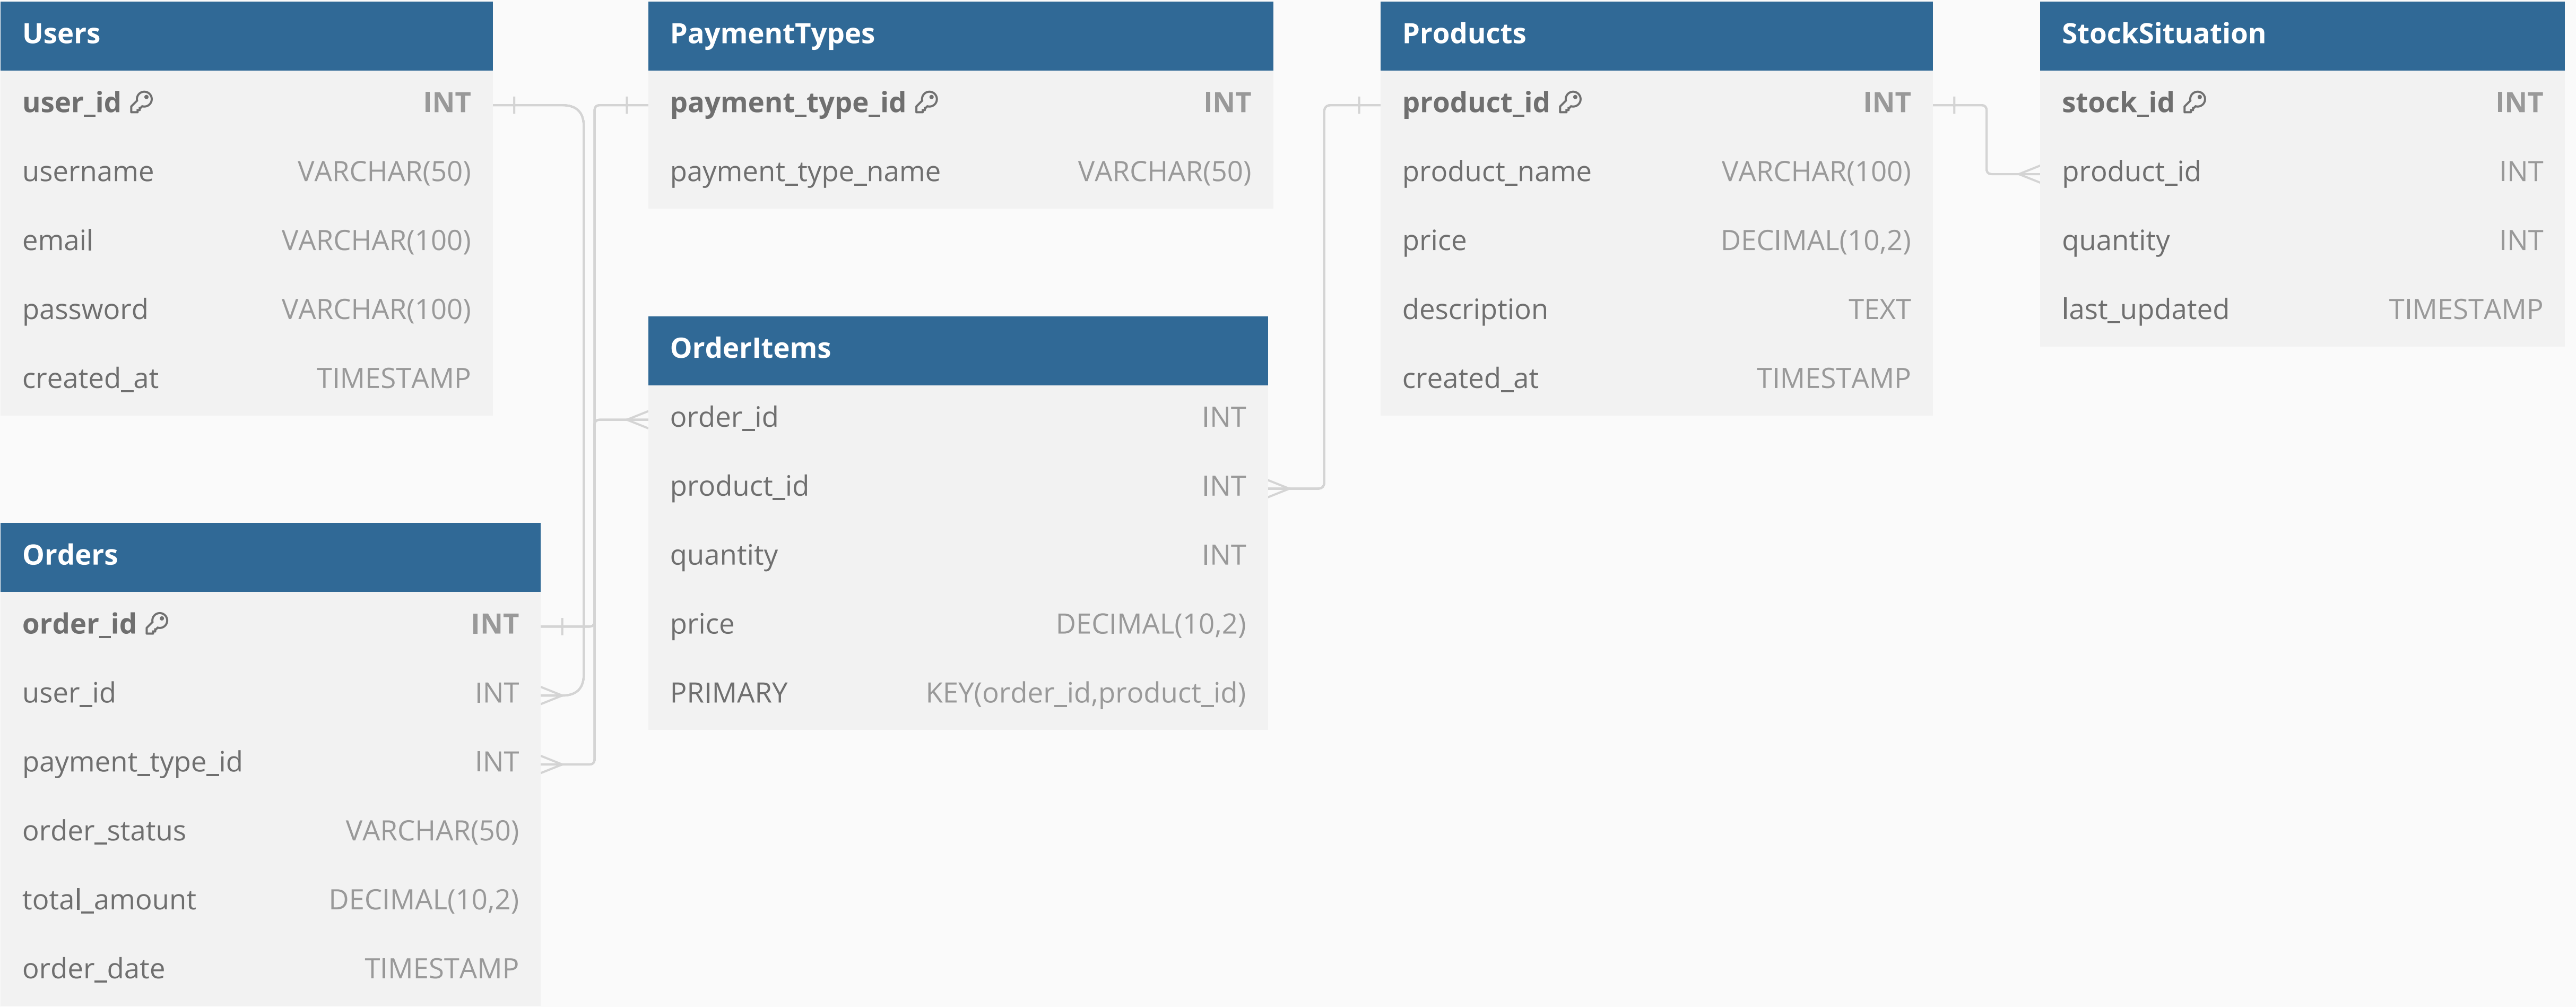 Users
user_id INT
username VARCHAR(50)
email VARCHAR(100)
password VARCHAR(100)
created_at TIMESTAMP
PaymentTypes
payment_type_id INT
payment_type_name VARCHAR(50)
Products
product_id INT
product_name VARCHAR(100)
price DECIMAL(10,2)
description TEXT
created_at TIMESTAMP
StockSituation
stock_id INT
product_id INT
quantity INT
last_updated TIMESTAMP
OrderItems
order_id INT
product_id INT
quantity INT
price DECIMAL(10,2)
PRIMARY KEY(order_id,product_id)
Orders
order_id INT
user_id INT
payment_type_id INT
order_status VARCHAR(50)
total_amount DECIMAL(10,2)
order_date TIMESTAMP